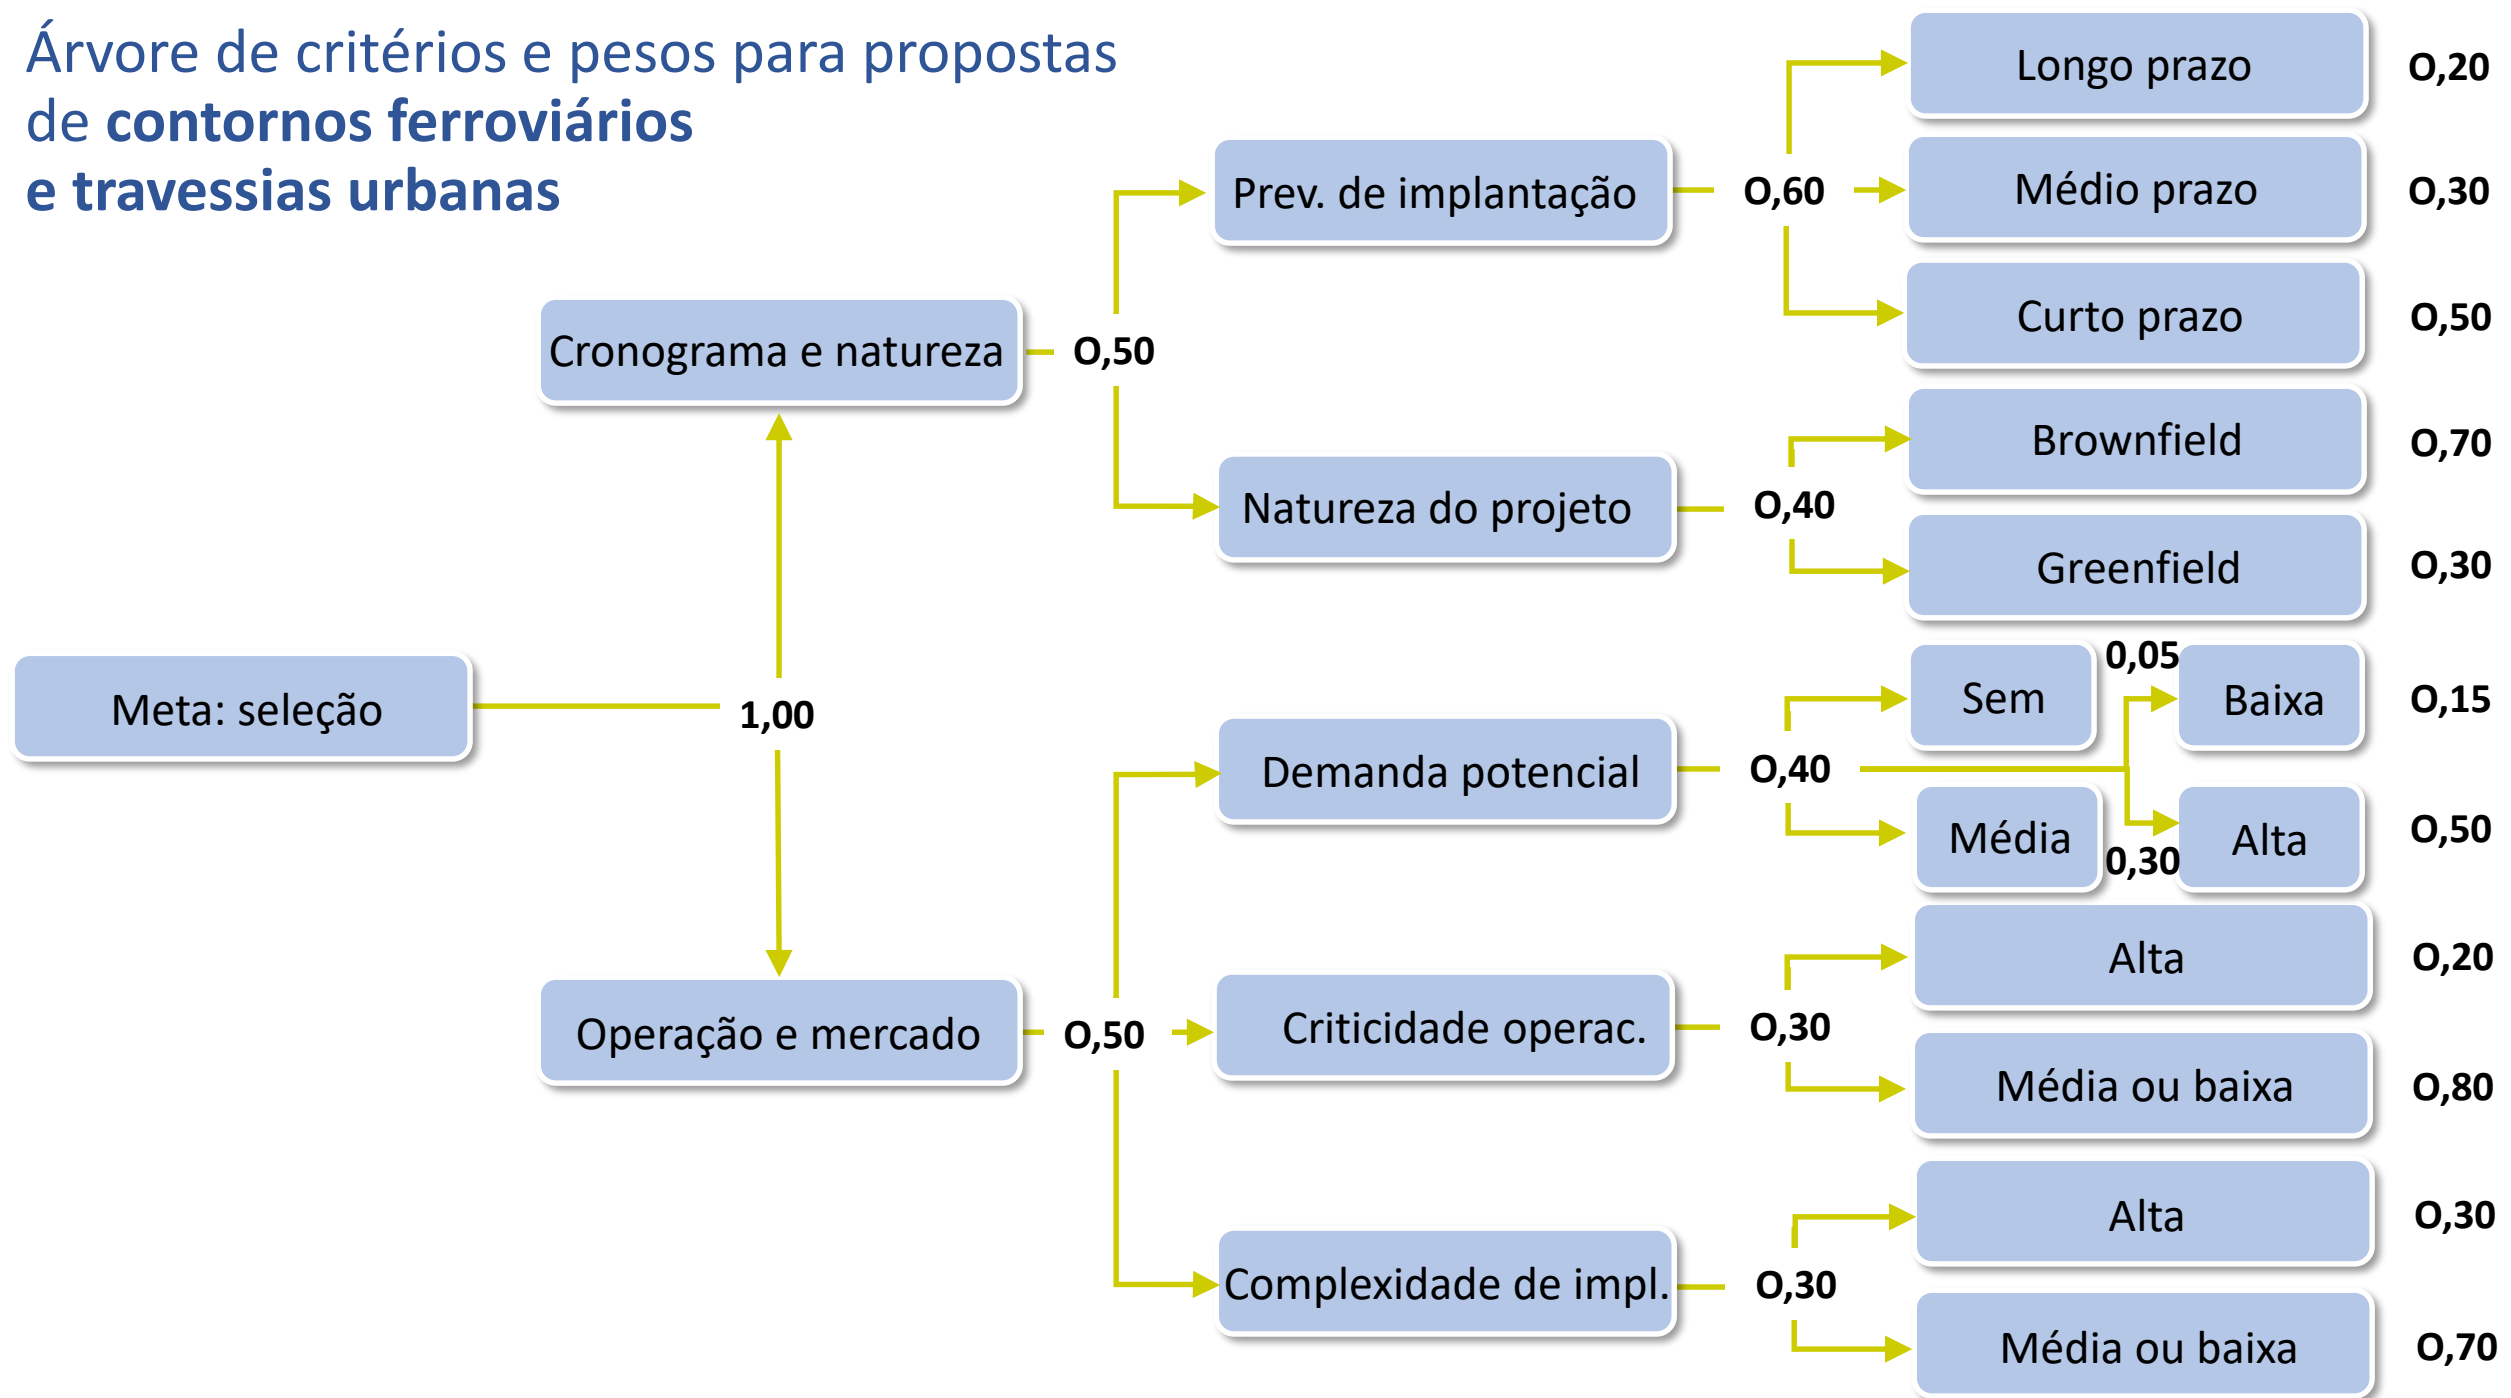 Árvore de critérios e pesos para propostas
de contornos ferroviários
e travessias urbanas
Meta: seleção
1,00
Cronograma e natureza
O,50
Prev. de implantação
O,60
Longo prazo
O,20
Médio prazo
O,30
Curto prazo
O,50
Natureza do projeto
O,40
Brownfield
O,70
Greenfield
O,30
Operação e mercado
O,50
Demanda potencial
O,40
Sem
0,05
Baixa
O,15
Média
0,30
Alta
O,50
Criticidade operac.
O,30
Alta
O,20
Média ou baixa
O,80
Complexidade de impl.
O,30
Alta
O,30
Média ou baixa
O,70